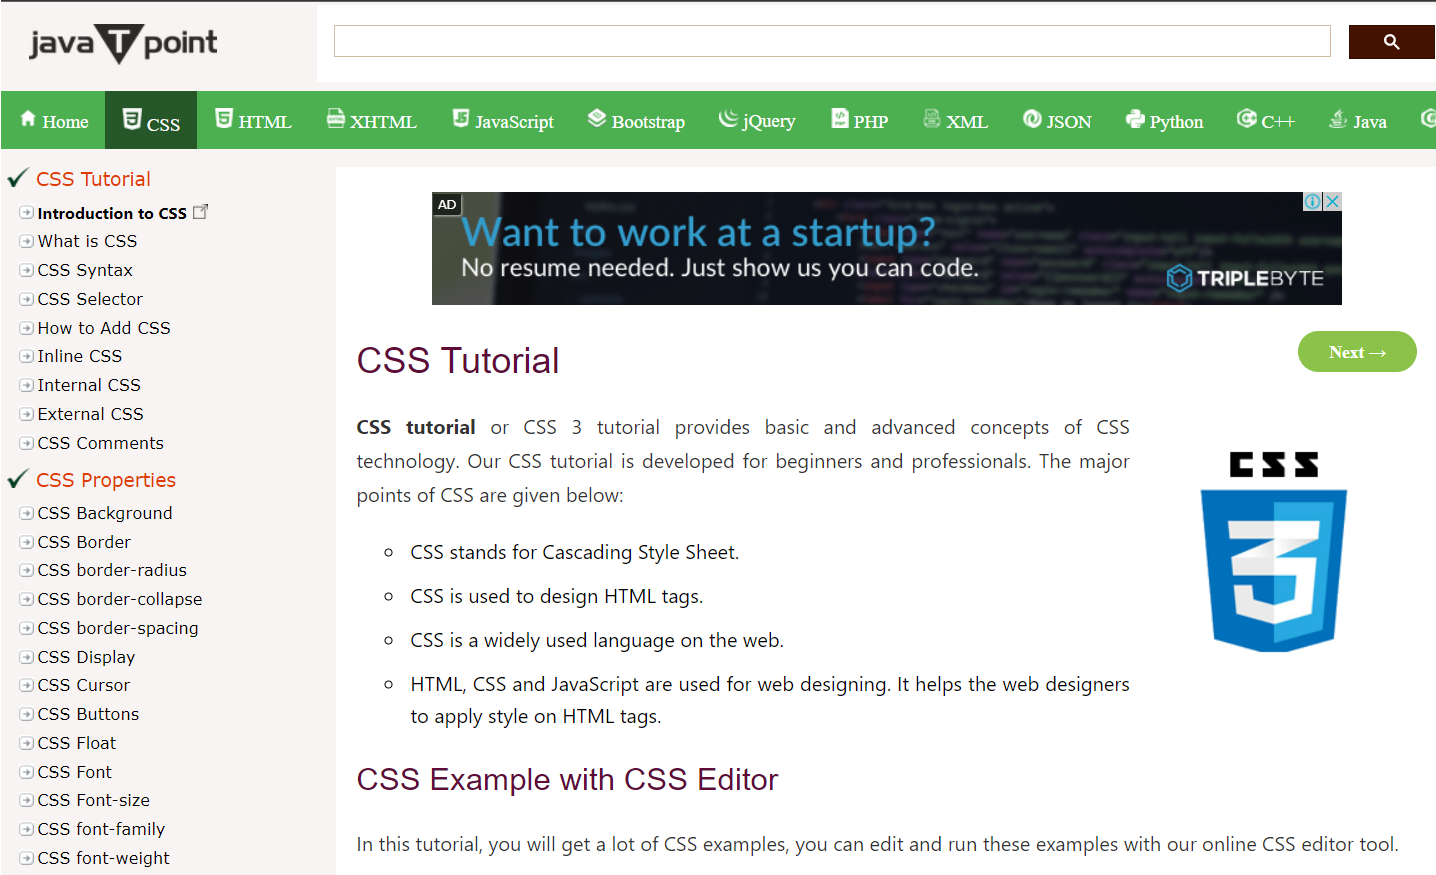 javaTpoint
Home CSS HTML XHTML JavaScript Bootstrap jQuery PHP XML JSON Python C++ Java
CSS Tutorial
Introduction to CSS
What is CSS
CSS Syntax
CSS Selector
How to Add CSS
Inline CSS
Internal CSS
External CSS
CSS Comments
CSS Properties
CSS Background
CSS Border
CSS border-radius
CSS border-collapse
CSS border-spacing
CSS Display
CSS Cursor
CSS Buttons
CSS Float
CSS Font
CSS Font-size
CSS font-family
CSS font-weight
AD
Want to work at a startup?
No resume needed. Just show us you can code.
TRIPLEBYTE
Next →
CSS Tutorial
CSS tutorial or CSS 3 tutorial provides basic and advanced concepts of CSS
technology. Our CSS tutorial is developed for beginners and professionals. The major
points of CSS are given below:
CSS
3
CSS stands for Cascading Style Sheet.
CSS is used to design HTML tags.
CSS is a widely used language on the web.
HTML, CSS and JavaScript are used for web designing. It helps the web designers
to apply style on HTML tags.
CSS Example with CSS Editor
In this tutorial, you will get a lot of CSS examples, you can edit and run these examples with our online CSS editor tool.